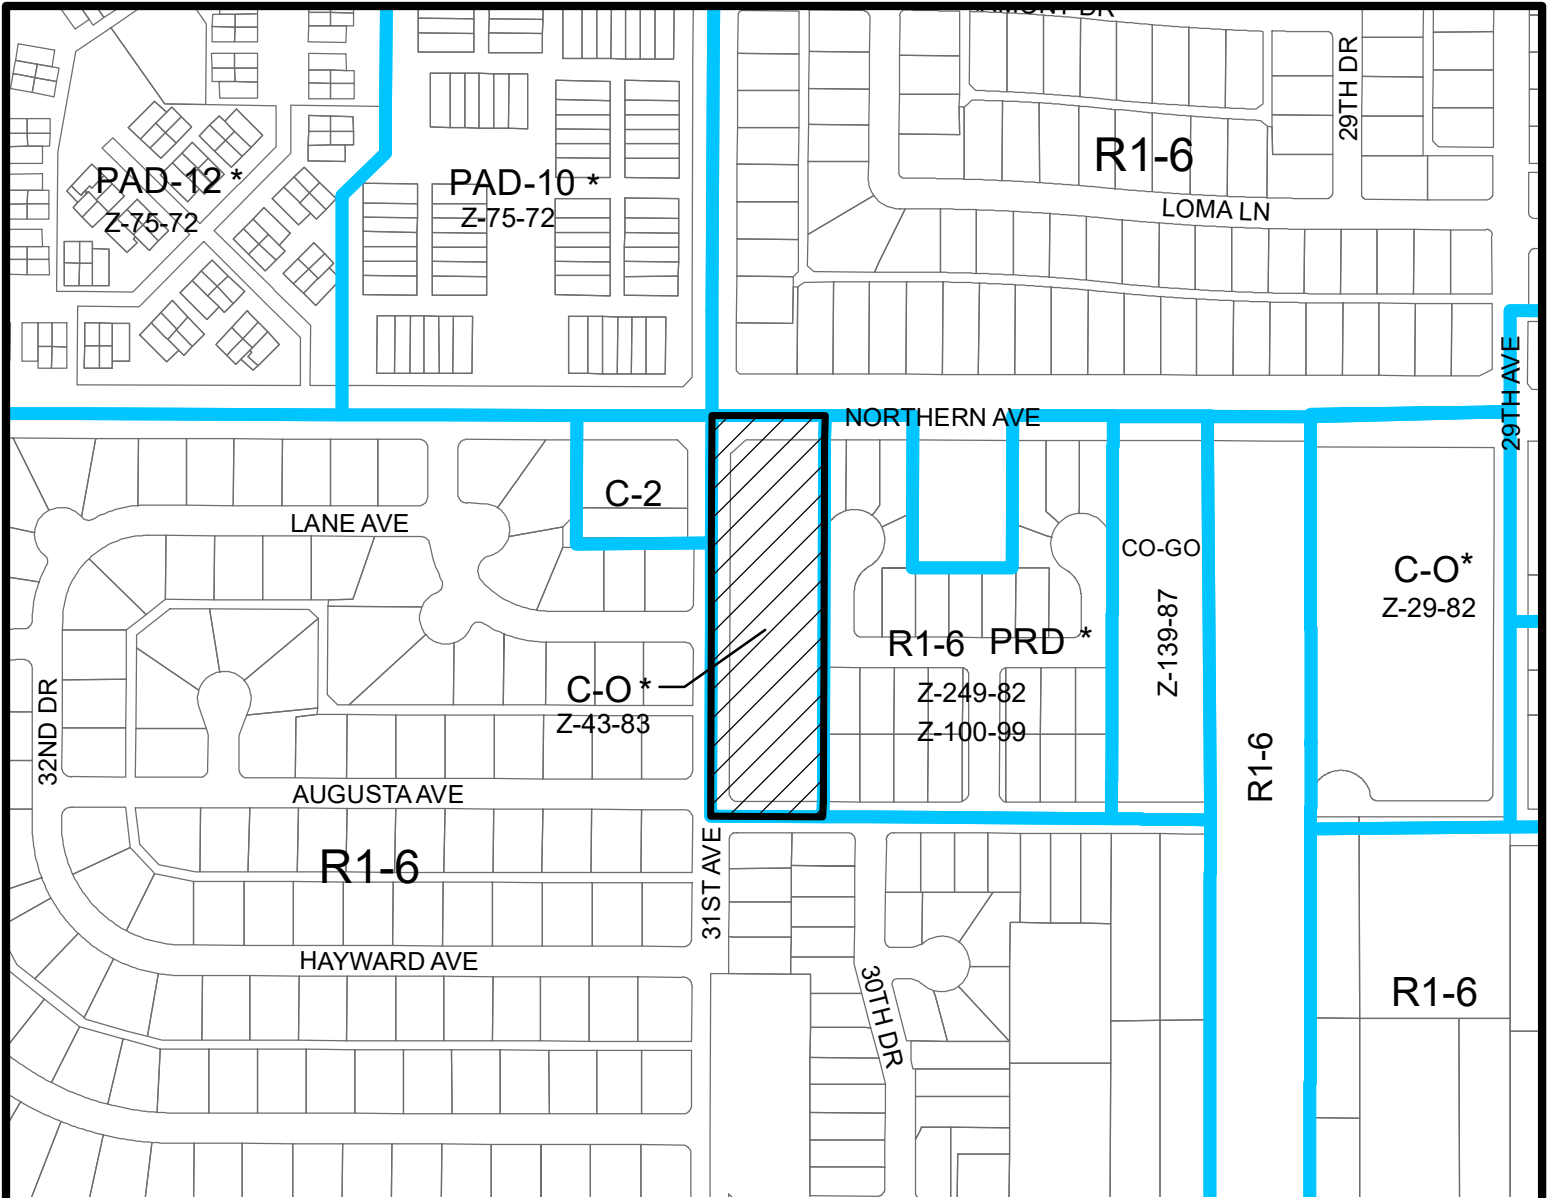 29TH DR
R1-6
PAD-12 *
Z-75-72
PAD-10 *
Z-75-72
LOMA LN
29TH AVE
NORTHERN AVE
C-2
LANE AVE
CO-GO
Z-139-87
C-O*
Z-29-82
R1-6 PRD *
Z-249-82
Z-100-99
C-O *
Z-43-83
32ND DR
R1-6
AUGUSTA AVE
R1-6
31ST AVE
HAYWARD AVE
30TH DR
R1-6